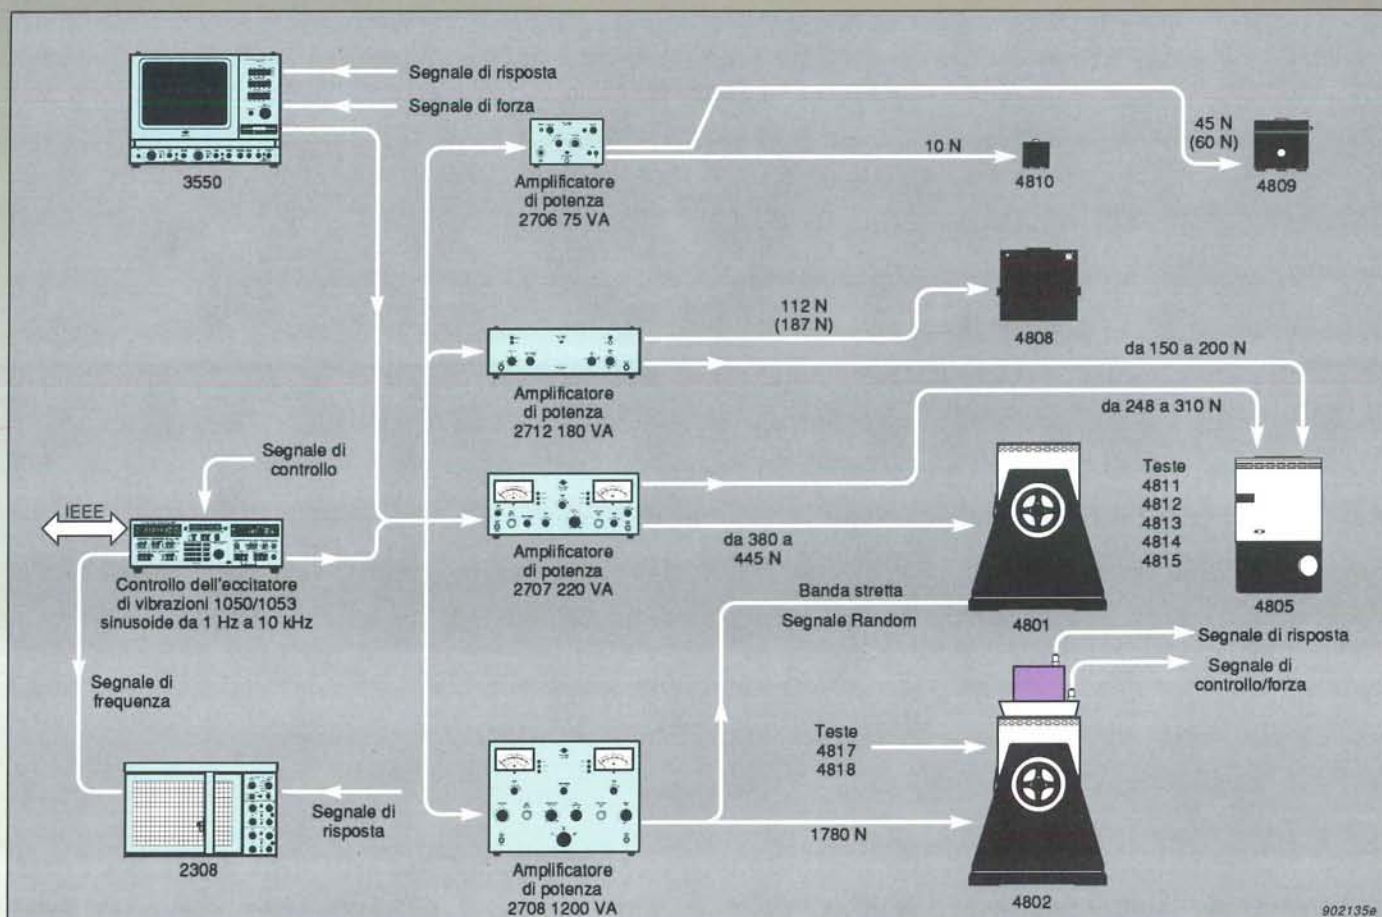 Segnale di risposta
Segnale di forza
3550
Amplificatore
di potenza
2706 75 VA
10 N
4810
45 N
(60 N)
4809
112 N
(187 N)
4808
Amplificatore
di potenza
2712 180 VA
da 150 a 200 N
da 248 a 310 N
Segnale di
controllo
IEEE
Controllo dell'eccitatore
di vibrazioni 1050/1053
sinusoide da 1 Hz a 10 kHz
Amplificatore
di potenza
2707 220 VA
da 380 a
445 N
Teste
4811
4812
4813
4814
4815
4805
Banda stretta
Segnale Random
4801
Segnale di risposta
Segnale di
controllo/forza
Segnale di
frequenza
Teste
4817
4818
Segnale di
risposta
2308
1780 N
Amplificatore
di potenza
2708 1200 VA
4802
902135e